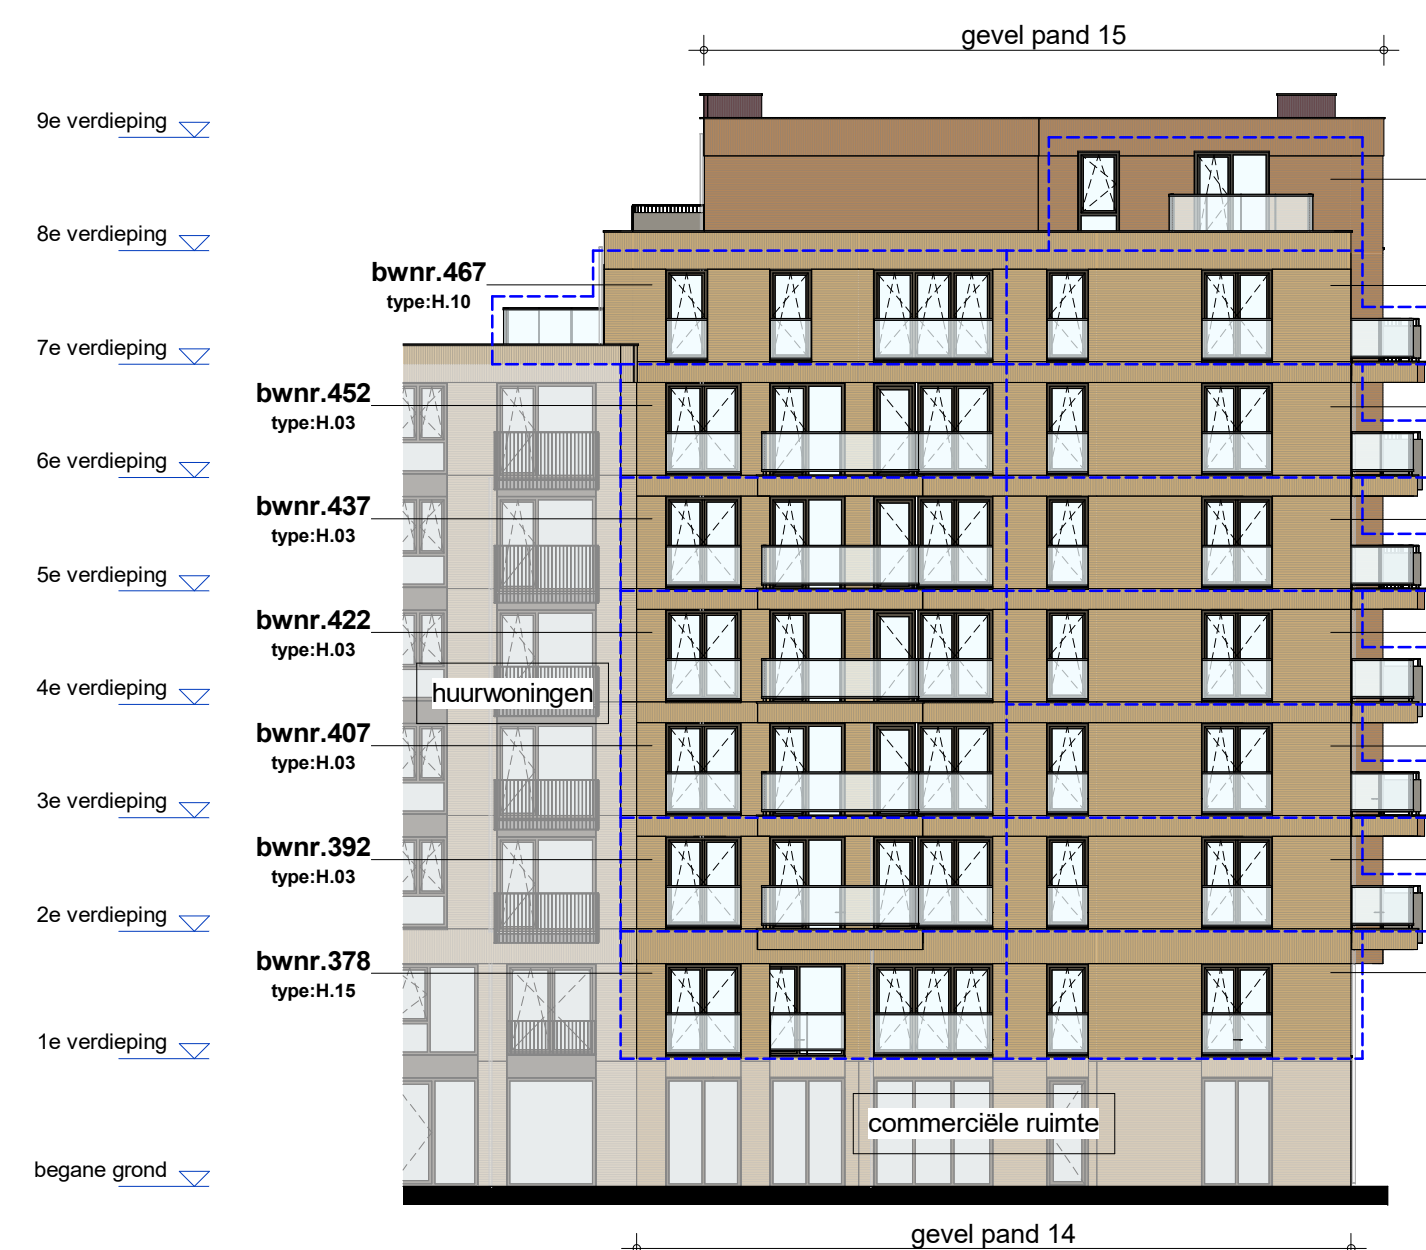 gevel pand 15
9e verdieping
8e verdieping
bwnr.467
type:H.10
7e verdieping
bwnr.452
type:H.03
6e verdieping
bwnr.437
type:H.03
5e verdieping
bwnr.422
type:H.03
4e verdieping
huurwoningen
bwnr.407
type:H.03
3e verdieping
bwnr.392
type:H.03
2e verdieping
bwnr.378
type:H.15
1e verdieping
commerciële ruimte
begane grond
gevel pand 14